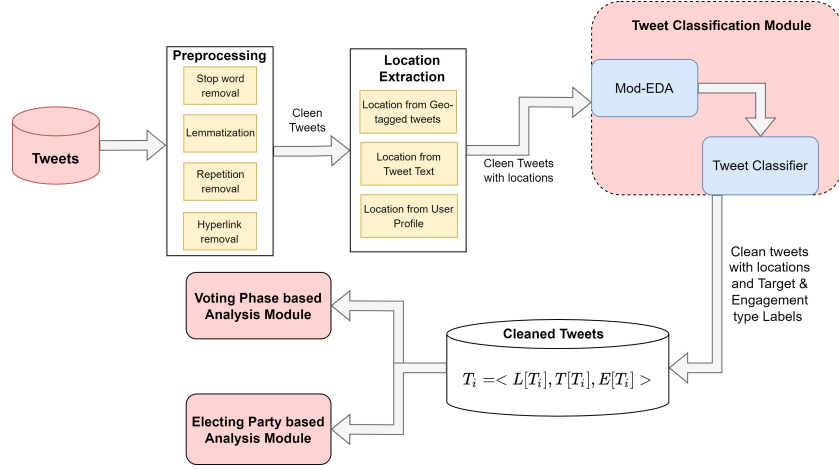 Tweets
Preprocessing
Stop word
removal
Lemmatization
Repetition
removal
Hyperlink
removal
Cleen
Tweets
Location
Extraction
Location from Geo-
tagged tweets
Location from
Tweet Text
Location from User
Profile
Cleen Tweets
with locations
Tweet Classification Module
Mod-EDA
Tweet Classifier
Clean tweets
with locations
and Target &
Engagement
type Labels
Cleaned Tweets
T_i =< L[T_i], T[T_i], E[T_i] >
Voting Phase based
Analysis Module
Electing Party based
Analysis Module